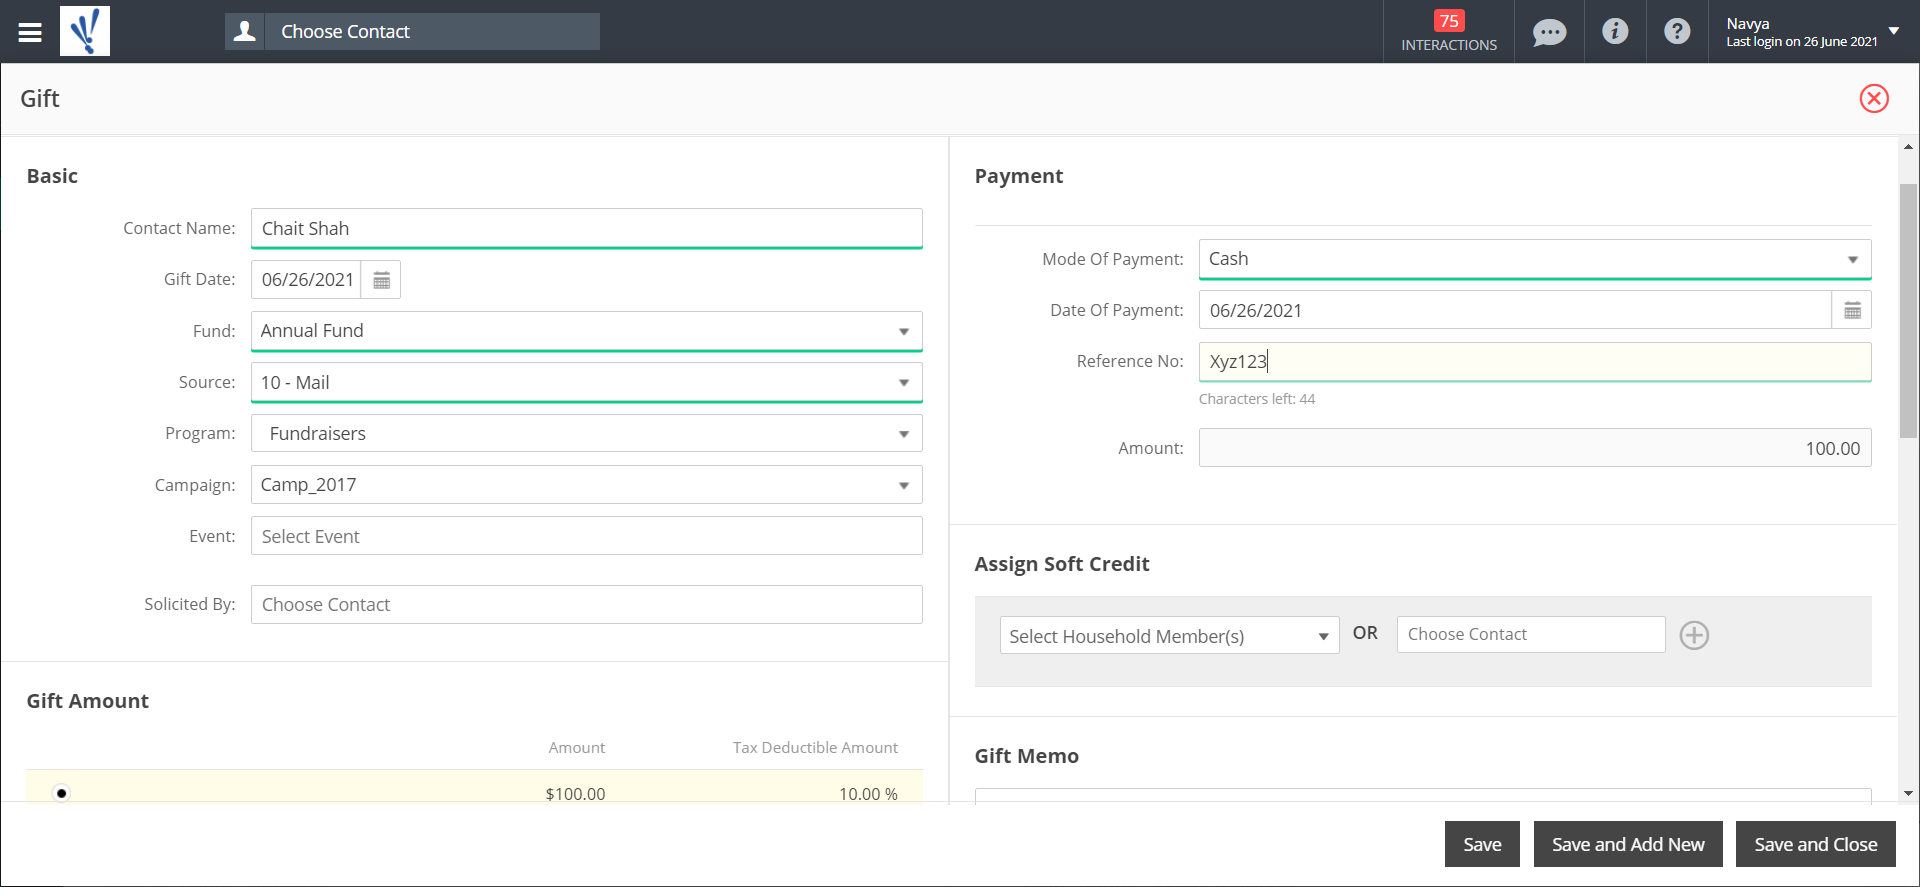 Choose Contact
75
INTERACTIONS
Navya
Last login on 26 June 2021
Gift
Basic
Contact Name: Chait Shah
Gift Date: 06/26/2021
Fund: Annual Fund
Source: 10 - Mail
Program: Fundraisers
Campaign: Camp_2017
Event: Select Event
Solicited By: Choose Contact
Gift Amount
Amount Tax Deductible Amount
$100.00 10.00 %
Payment
Mode Of Payment: Cash
Date Of Payment: 06/26/2021
Reference No: Xyz123
Characters left: 44
Amount: 100.00
Assign Soft Credit
Select Household Member(s) OR Choose Contact
Gift Memo
Save Save and Add New Save and Close